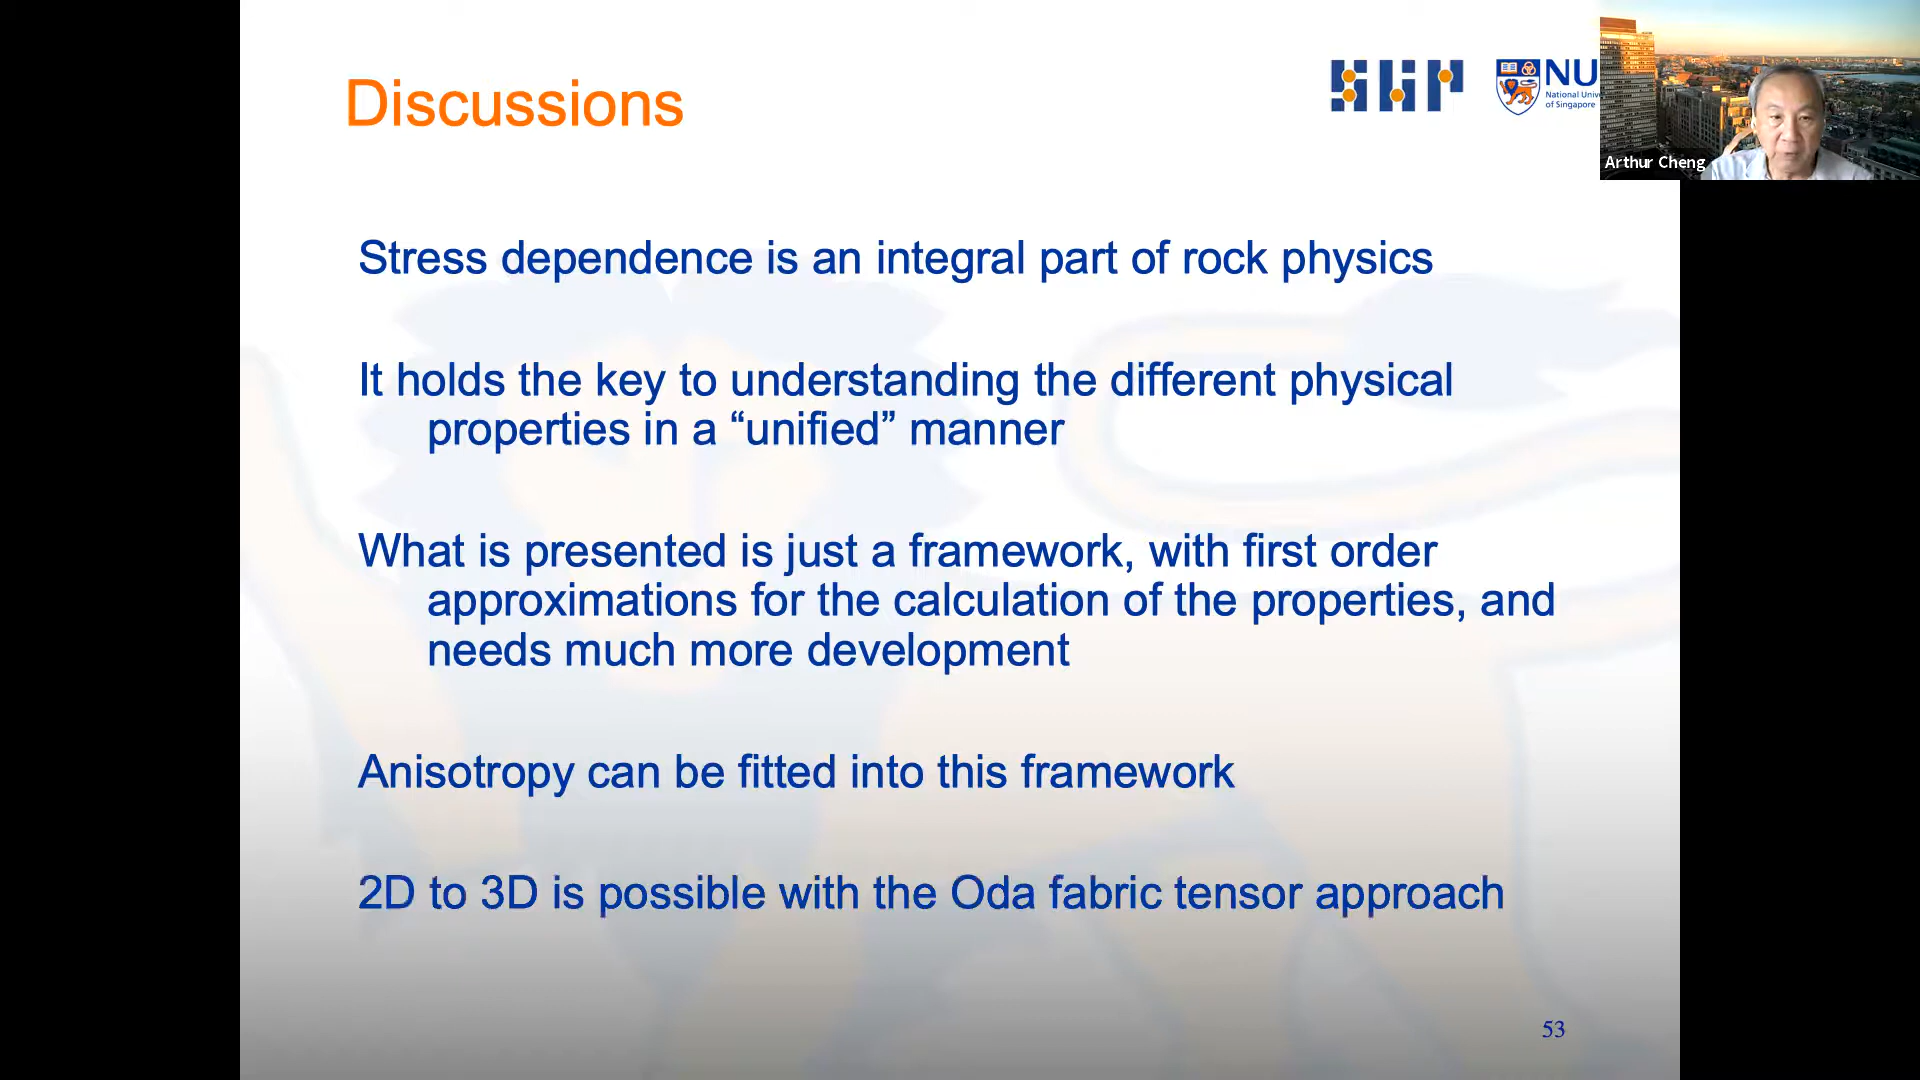 Discussions
NU
National Univ
of Singapore
Arthur Cheng
Stress dependence is an integral part of rock physics
It holds the key to understanding the different physical
properties in a “unified” manner
What is presented is just a framework, with first order
approximations for the calculation of the properties, and
needs much more development
Anisotropy can be fitted into this framework
2D to 3D is possible with the Oda fabric tensor approach
53